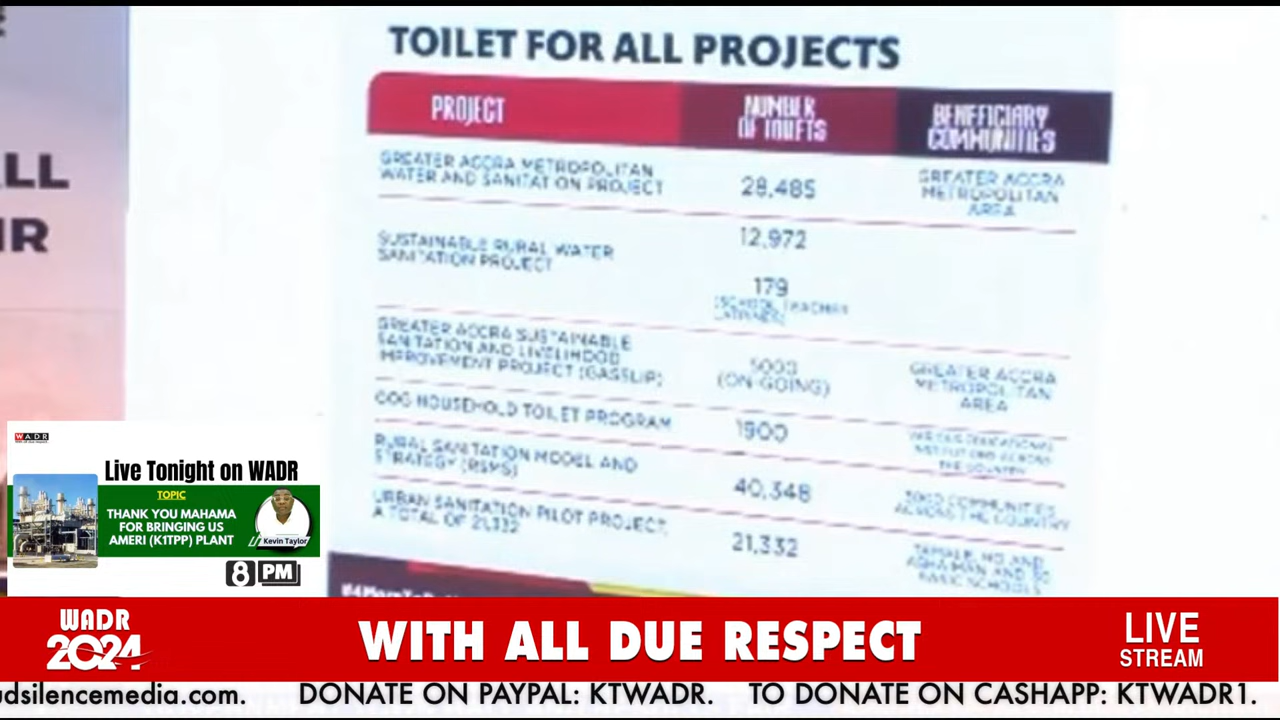 ALL
IR
TOILET FOR ALL PROJECTS
PROJECT
NUMBER
OF TOILETS
BENEFICIARY
COMMUNITIES
GREATER ACCRA METROPOLITAN
WATER AND SANITATION PROJECT
28,485
GREATER ACCRA
METROPOLITAN
AREA
SUSTAINABLE RURAL WATER
SANITATION PROJECT
12,972
179
GREATER ACCRA SUSTAINABLE
SANITATION AND LIVELIHOOD
IMPROVEMENT PROJECT (GASSLIP)
5000
(ON-GOING)
GREATER ACCRA
METROPOLITAN
AREA
HOUSEHOLD TOILET PROGRAM
1900
THE COUNTRY
RURAL SANITATION MODEL AND
STRATEGY (RSMS)
40,348
COMMUNITIES
ACROSS THE COUNTRY
URBAN SANITATION PILOT PROJECT,
A TOTAL OF 21,332
21,332
BASIC SCHOOLS
WADR
Live Tonight on WADR
TOPIC
THANK YOU MAHAMA
FOR BRINGING US
AMERI (K1TPP) PLANT
Kevin Taylor
8 PM
WADR
2024
WITH ALL DUE RESPECT
LIVE
STREAM
dsilencemedia.com. DONATE ON PAYPAL: KTWADR. TO DONATE ON CASHAPP: KTWADR1.